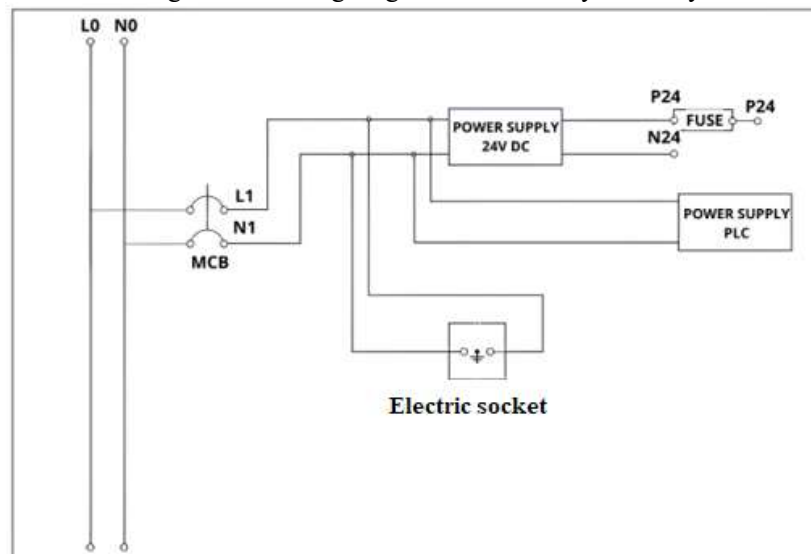 L0 N0
P24
FUSE
P24
POWER SUPPLY
24V DC
N24
L1
N1
MCB
POWER SUPPLY
PLC
Electric socket